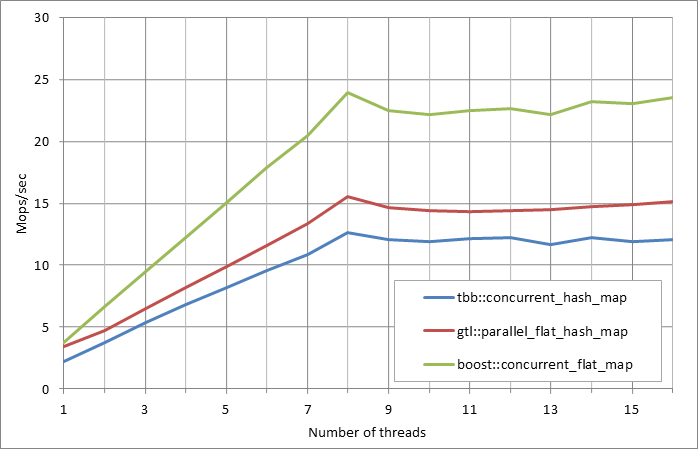 30
25
20
15
10
5
0
Mops/sec
tbb::concurrent_hash_map
gtl::parallel_flat_hash_map
boost::concurrent_flat_map
1 3 5 7 9 11 13 15
Number of threads